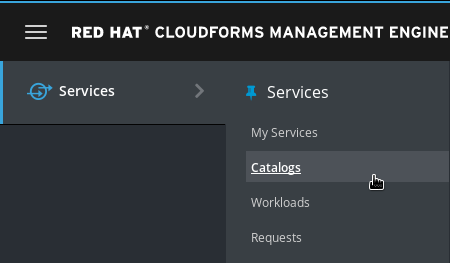 RED HAT® CLOUDFORMS MANAGEMENT ENGINE
Services
Services
My Services
Catalogs
Workloads
Requests